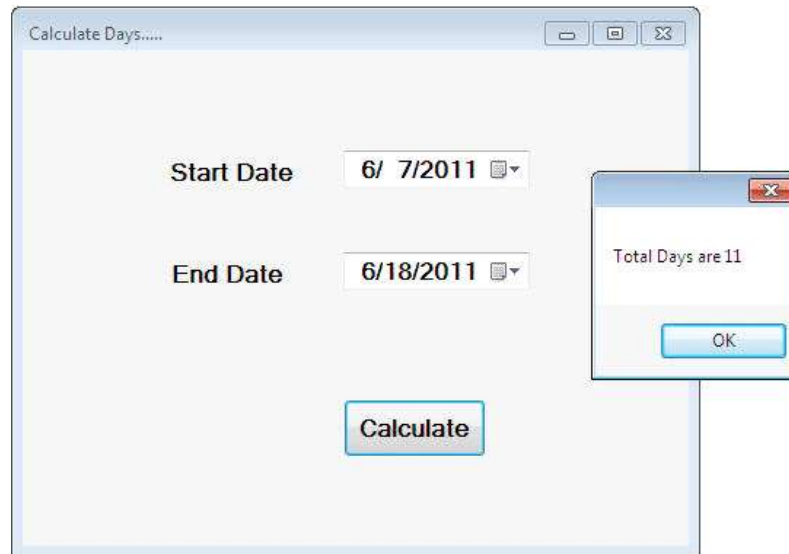 Calculate Days.....
Start Date 6/ 7/2011
End Date 6/18/2011
Total Days are 11
OK
Calculate